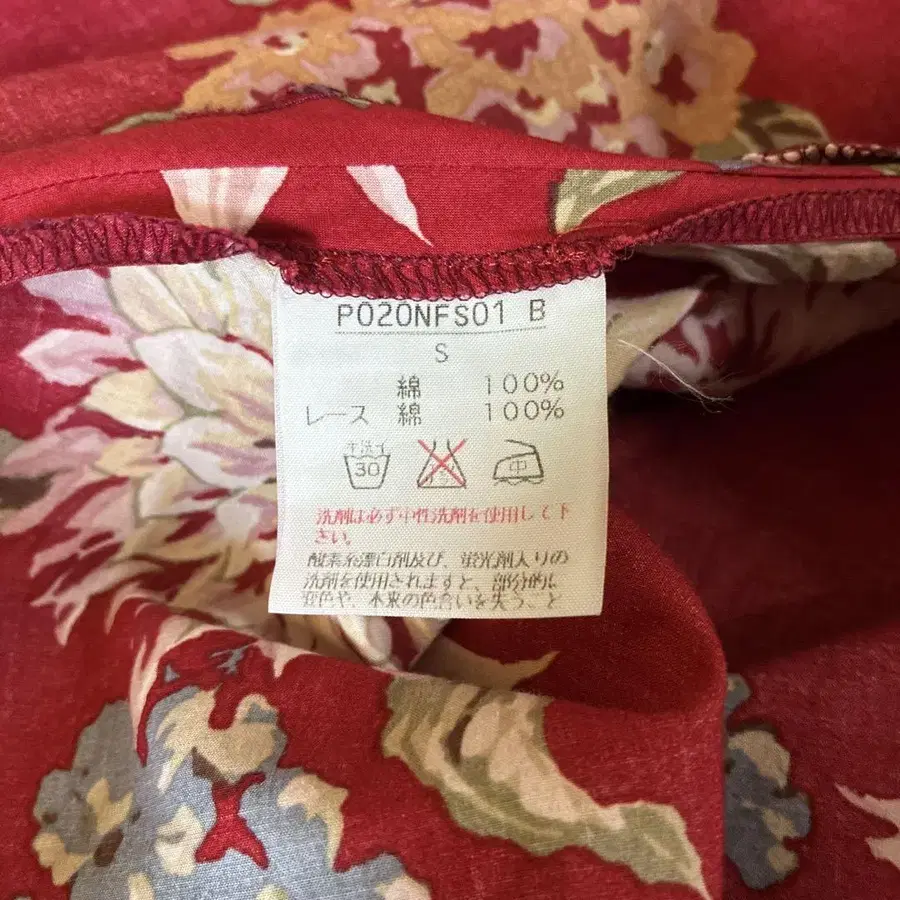 P020NFS01 B
S
綿 100%
レース 綿 100%
手洗イ
30
中
洗剤は必ず中性洗剤を使用して下
さい。
酸素系漂白剤及び、蛍光剤入りの
洗剤を使用されますと、部分的に
変色や、本来の色合いを失うこと